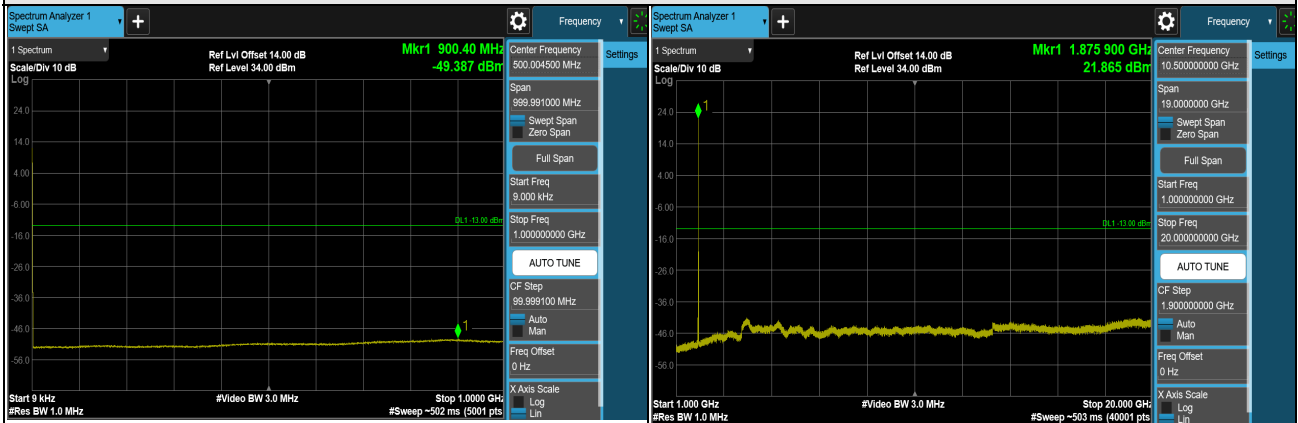 Spectrum Analyzer 1
Swept SA
+
Frequency
1 Spectrum
Scale/Div 10 dB
Log
Ref Lvl Offset 14.00 dB
Ref Level 34.00 dBm
Mkr1 900.40 MHz
-49.387 dBm
24.0
14.0
4.00
-6.00
-16.0
-26.0
-36.0
-46.0
-56.0
DL1 -13.00 dBm
1
Start 9 kHz
#Res BW 1.0 MHz
#Video BW 3.0 MHz
Stop 1.0000 GHz
#Sweep ~502 ms (5001 pts
Center Frequency
500.004500 MHz
Span
999.991000 MHz
Swept Span
Zero Span
Full Span
Start Freq
9.000 kHz
Stop Freq
1.000000000 GHz
AUTO TUNE
CF Step
99.999100 MHz
Auto
Man
Freq Offset
0 Hz
X Axis Scale
Log
Lin
Settings
Spectrum Analyzer 1
Swept SA
+
Frequency
1 Spectrum
Scale/Div 10 dB
Log
Ref Lvl Offset 14.00 dB
Ref Level 34.00 dBm
Mkr1 1.875 900 GHz
21.865 dBm
24.0
14.0
4.00
-6.00
-16.0
-26.0
-36.0
-46.0
-56.0
1
DL1 -13.00 dBm
Start 1.000 GHz
#Res BW 1.0 MHz
#Video BW 3.0 MHz
Stop 20.000 GHz
#Sweep ~503 ms (40001 pts
Center Frequency
10.500000000 GHz
Span
19.0000000 GHz
Swept Span
Zero Span
Full Span
Start Freq
1.000000000 GHz
Stop Freq
20.000000000 GHz
AUTO TUNE
CF Step
1.900000000 GHz
Auto
Man
Freq Offset
0 Hz
X Axis Scale
Log
Lin
Settings